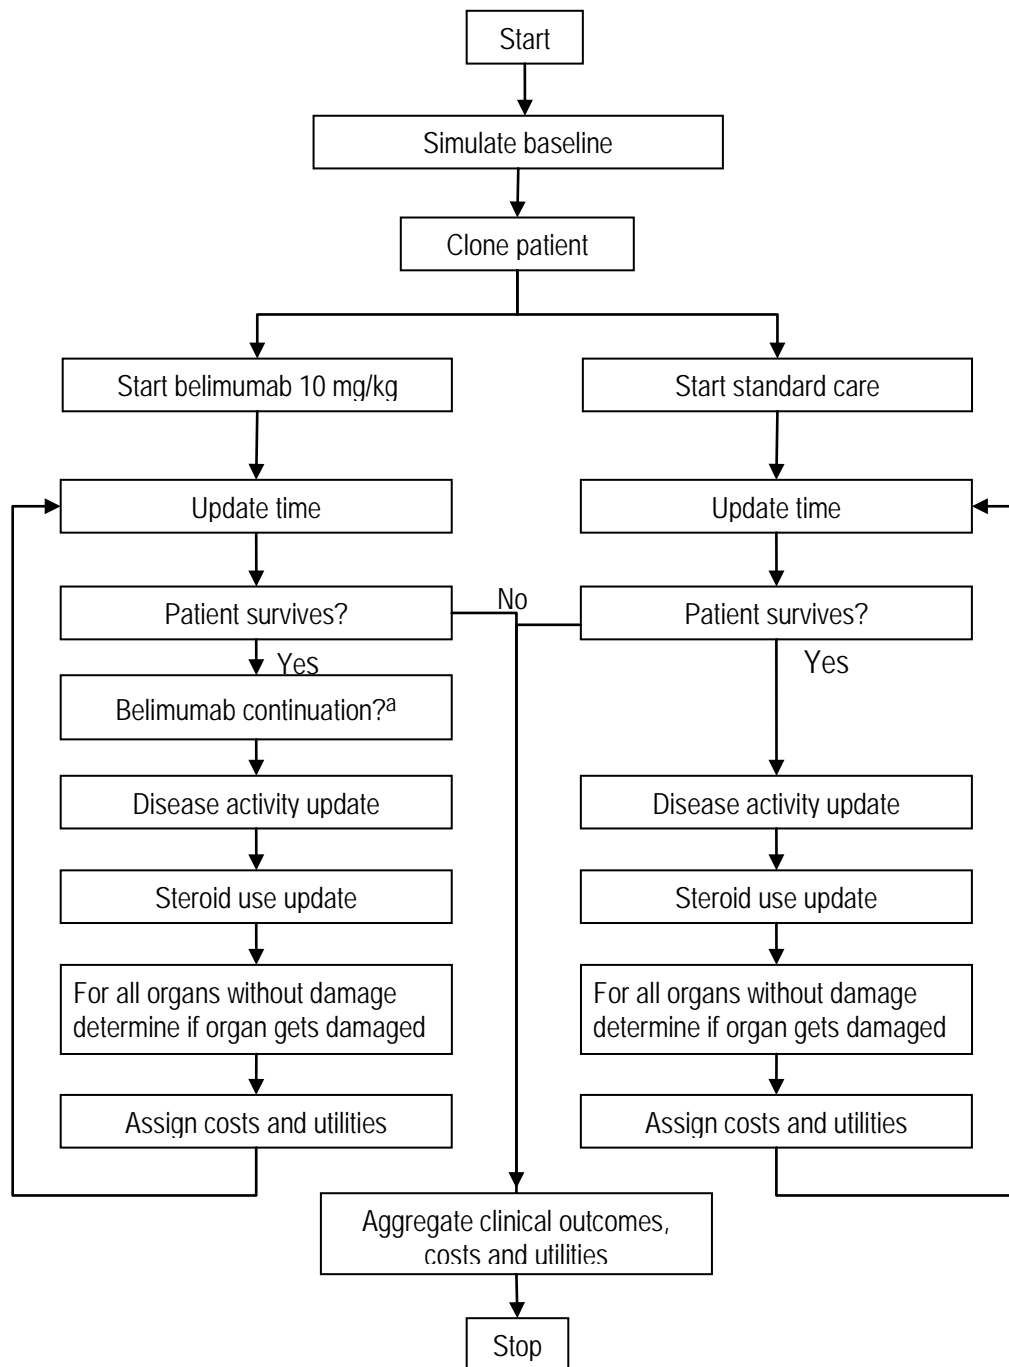 Start
Simulate baseline
Clone patient
Start belimumab 10 mg/kg
Start standard care
Update time
Update time
Patient survives?
No
Patient survives?
Yes
Yes
Belimumab continuation?a
Disease activity update
Disease activity update
Steroid use update
Steroid use update
For all organs without damage
determine if organ gets damaged
For all organs without damage
determine if organ gets damaged
Assign costs and utilities
Assign costs and utilities
Aggregate clinical outcomes,
costs and utilities
Stop